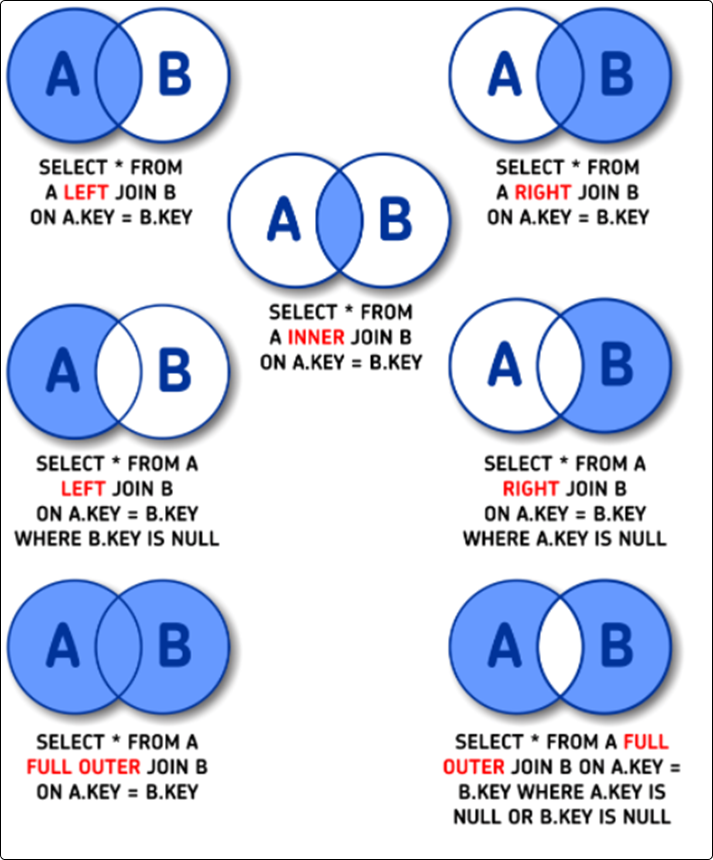 A B
SELECT * FROM
A LEFT JOIN B
ON A.KEY = B.KEY
A B
SELECT * FROM
A RIGHT JOIN B
ON A.KEY = B.KEY
A B
SELECT * FROM
A INNER JOIN B
ON A.KEY = B.KEY
A B
SELECT * FROM A
LEFT JOIN B
ON A.KEY = B.KEY
WHERE B.KEY IS NULL
A B
SELECT * FROM A
RIGHT JOIN B
ON A.KEY = B.KEY
WHERE A.KEY IS NULL
A B
SELECT * FROM A
FULL OUTER JOIN B
ON A.KEY = B.KEY
A B
SELECT * FROM A FULL
OUTER JOIN B ON A.KEY =
B.KEY WHERE A.KEY IS
NULL OR B.KEY IS NULL